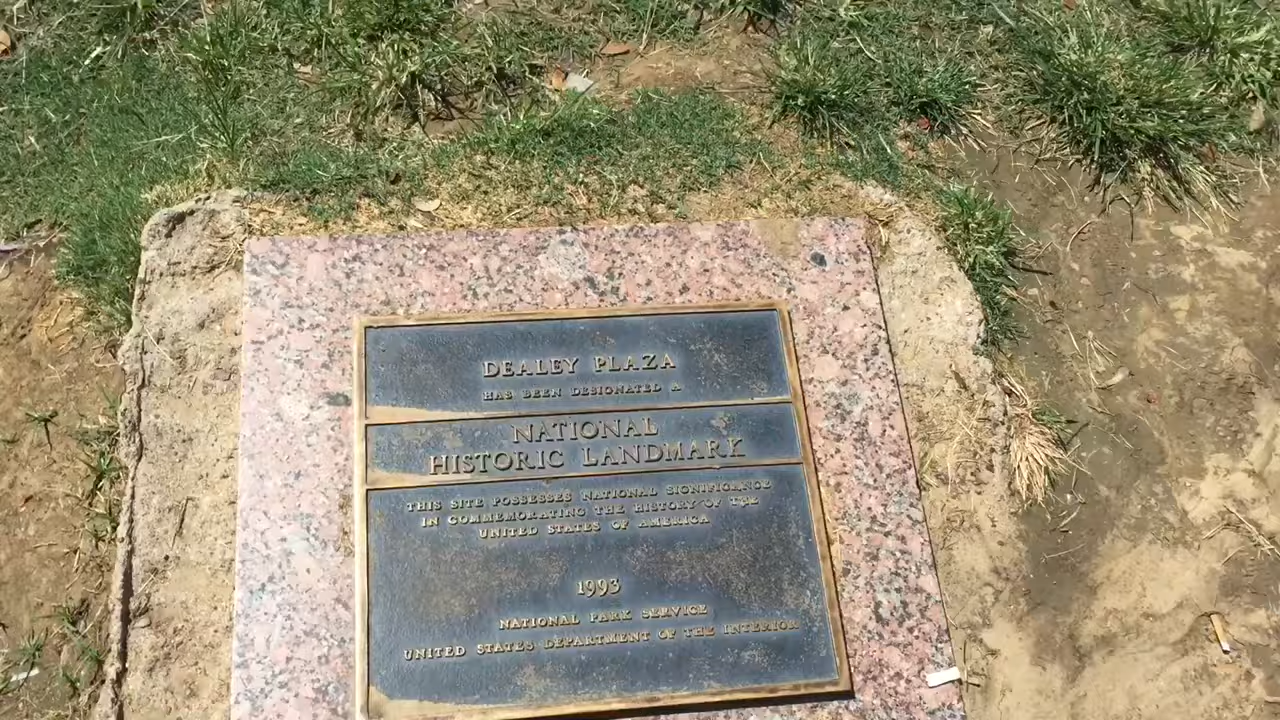 DEALEY PLAZA
HAS BEEN DESIGNATED A
NATIONAL
HISTORIC LANDMARK
THIS SITE POSSESSES NATIONAL SIGNIFICANCE
IN COMMEMORATING THE HISTORY OF THE
UNITED STATES OF AMERICA
1993
NATIONAL PARK SERVICE
UNITED STATES DEPARTMENT OF THE INTERIOR